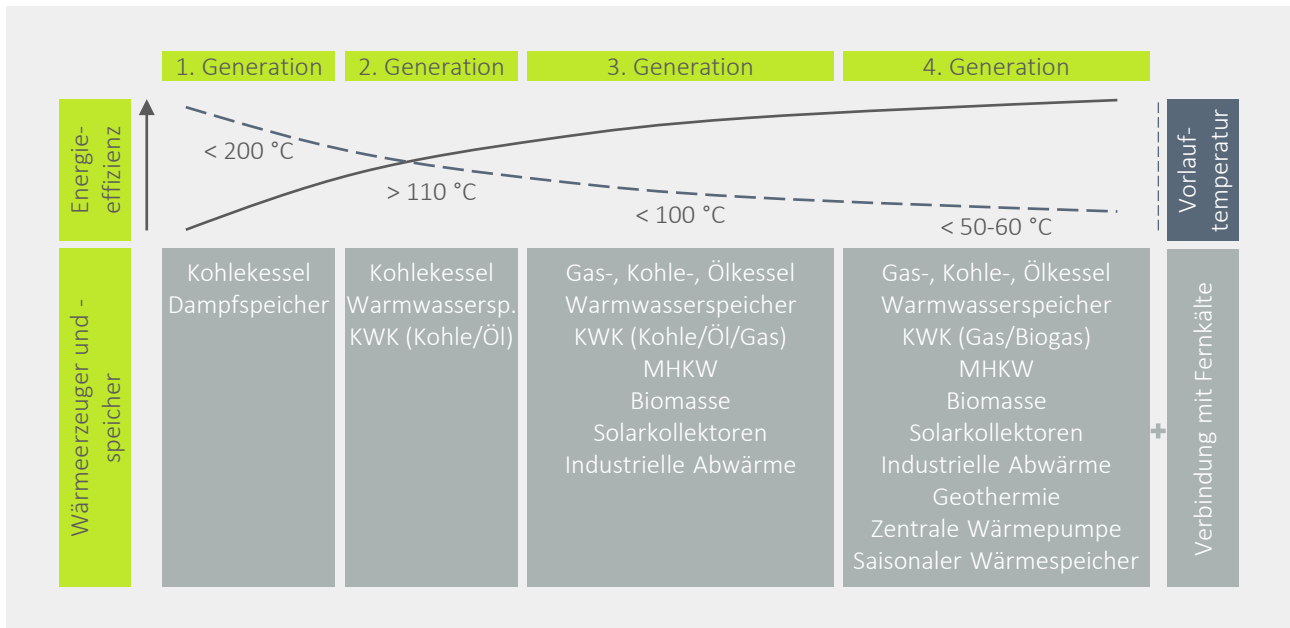 1. Generation
2. Generation
3. Generation
4. Generation
Energie-
effizienz
< 200 °C
> 110 °C
< 100 °C
< 50-60 °C
Vorlauf-
temperatur
Wärmeerzeuger und -
speicher
Kohlekessel
Dampfspeicher
Kohlekessel
Warmwassersp.
KWK (Kohle/Öl)
Gas-, Kohle-, Ölkessel
Warmwasserspeicher
KWK (Kohle/Öl/Gas)
MHKW
Biomasse
Solarkollektoren
Industrielle Abwärme
Gas-, Kohle-, Ölkessel
Warmwasserspeicher
KWK (Gas/Biogas)
MHKW
Biomasse
Solarkollektoren
Industrielle Abwärme
Geothermie
Zentrale Wärmepumpe
Saisonaler Wärmespeicher
+
Verbindung mit Fernkälte